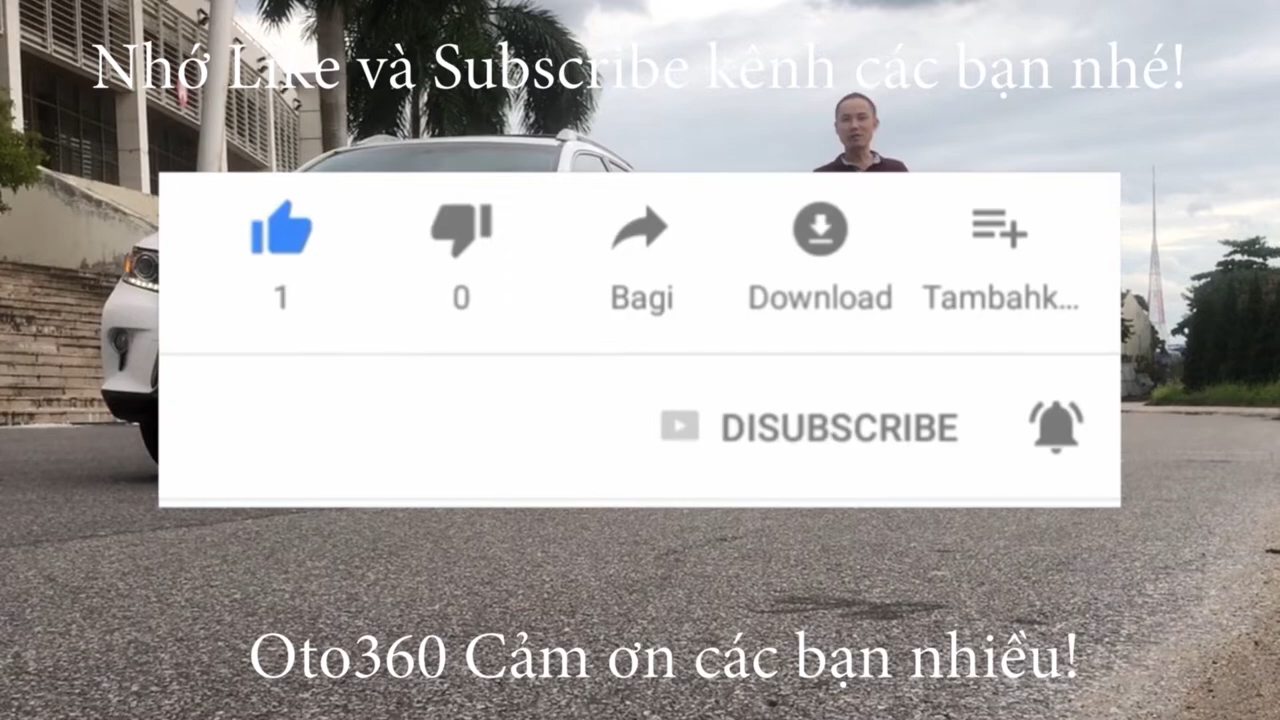 Nhớ Like và Subscribe kênh các bạn nhé!
1 0 Bagi Download Tambahk...
DISUBSCRIBE
Oto360 Cảm ơn các bạn nhiều!